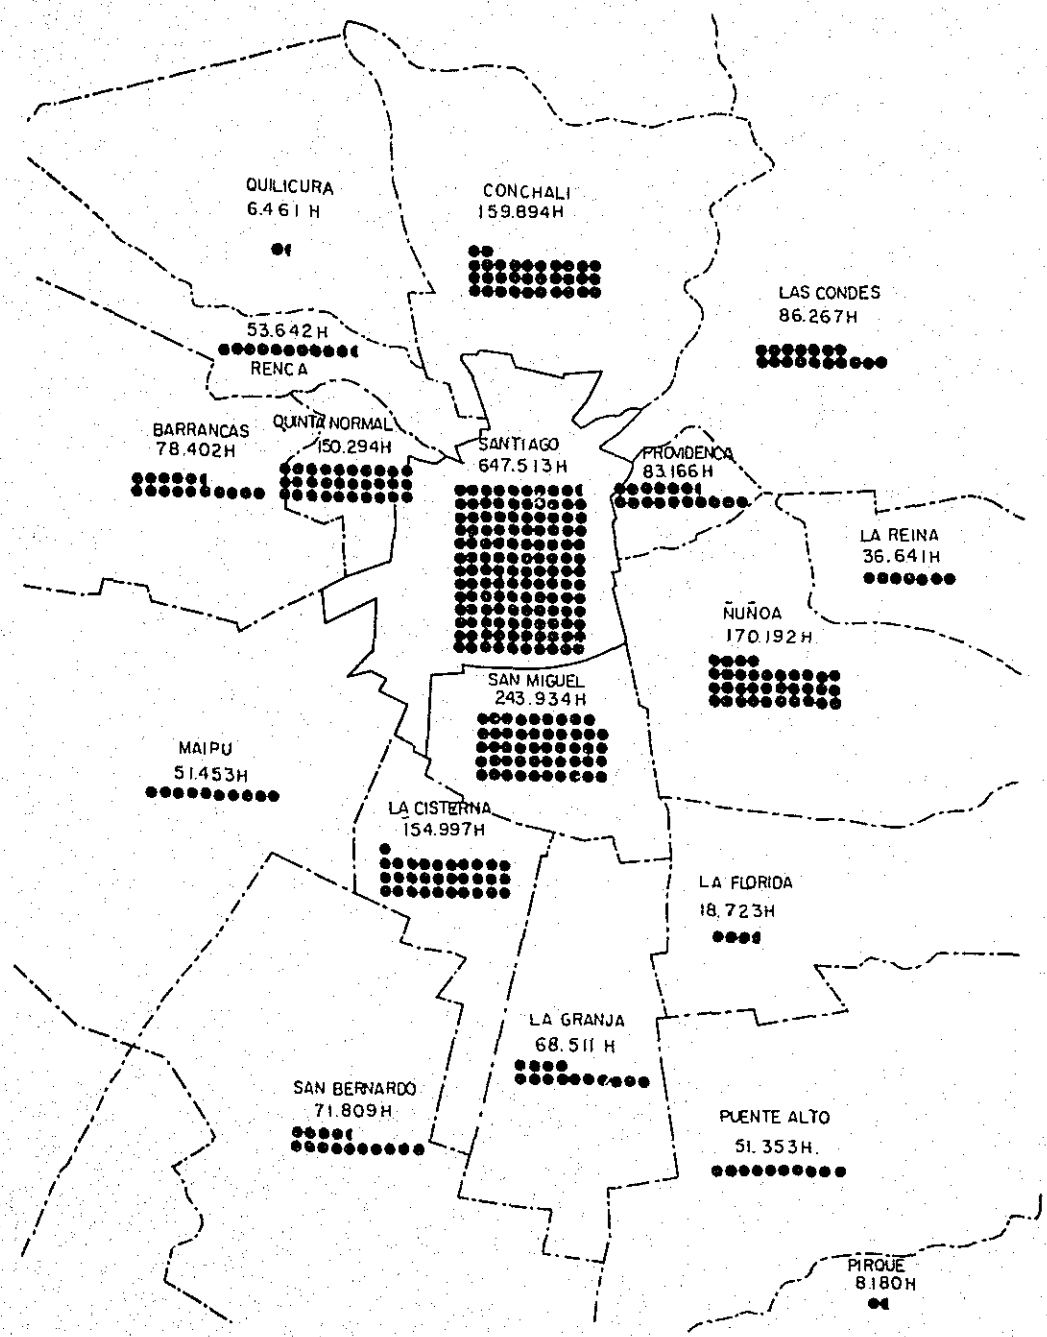 QUILICURA
6.461 H
CONCHALI
159.894H
LAS CONDES
86.267H
53.642H
RENCA
BARRANCAS
78.402H
QUINTA NORMAL
150.294H
SANTIAGO
647.513H
PROVIDENCA
83.166H
LA REINA
36.641H
ÑUÑOA
170.192H
SAN MIGUEL
243.934H
MAIPU
51.453H
LA CISTERNA
154.997H
LA FLORIDA
18.723H
LA GRANJA
68.511 H
SAN BERNARDO
71.809H
PUENTE ALTO
51.353H.
PIRQUE
8.180H